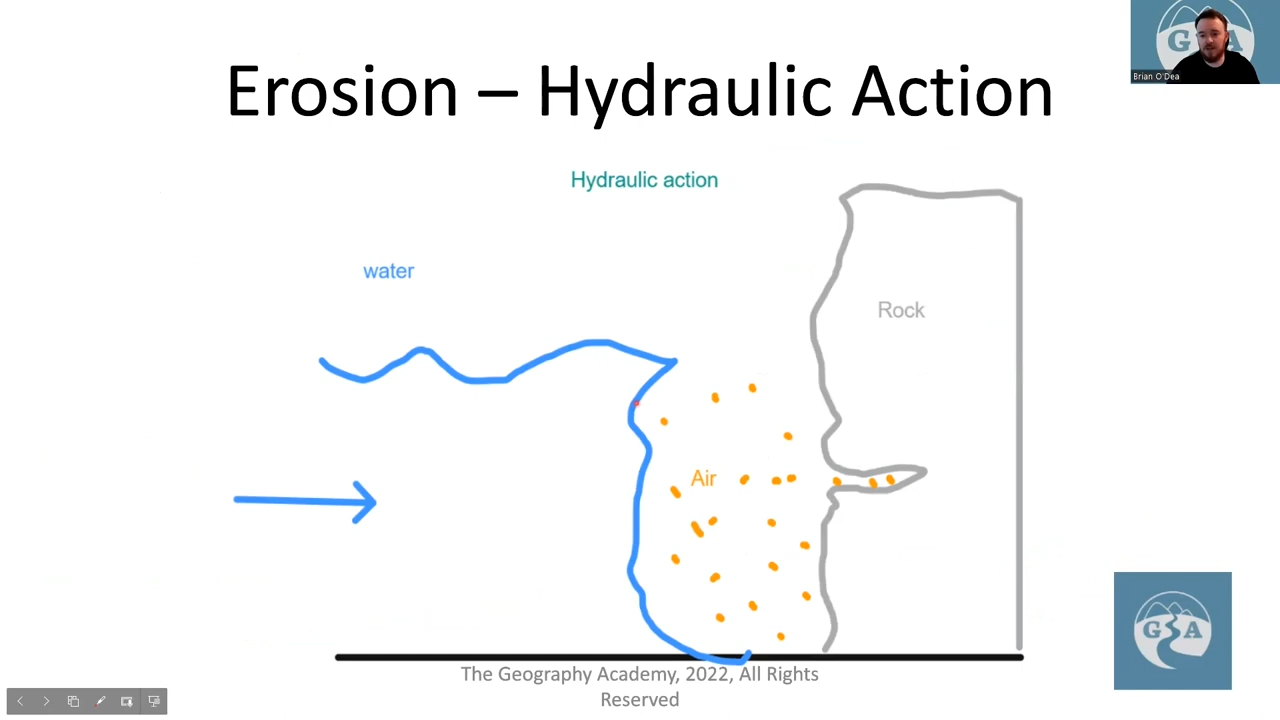 Erosion – Hydraulic Action
G A
Brian O'Dea
Hydraulic action
water
Rock
Air
G A
The Geography Academy, 2022, All Rights
Reserved